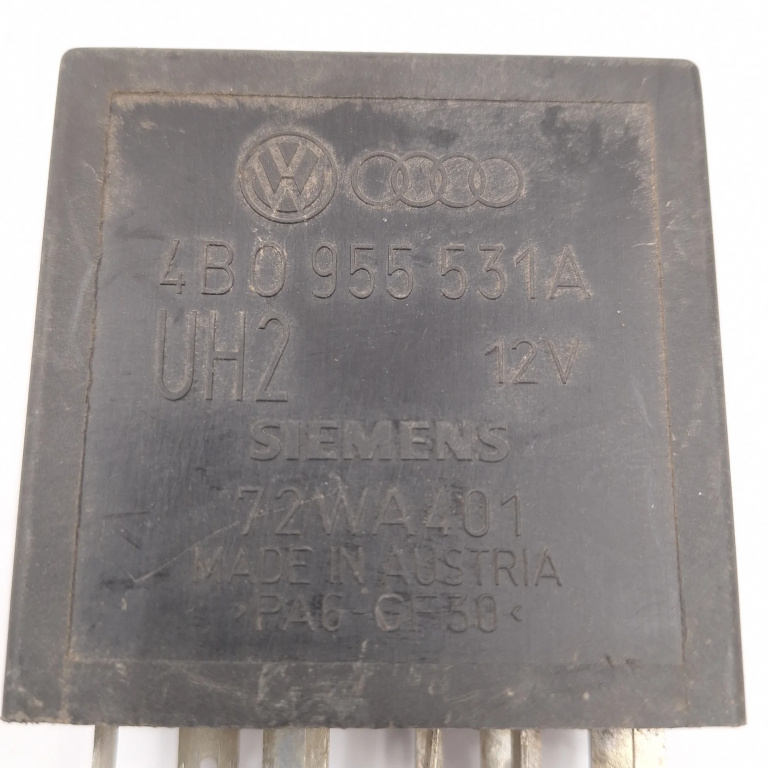 4B0 955 531A
UH2 12V
SIEMENS
72WA401
MADE IN AUSTRIA
>PA6-GF30<